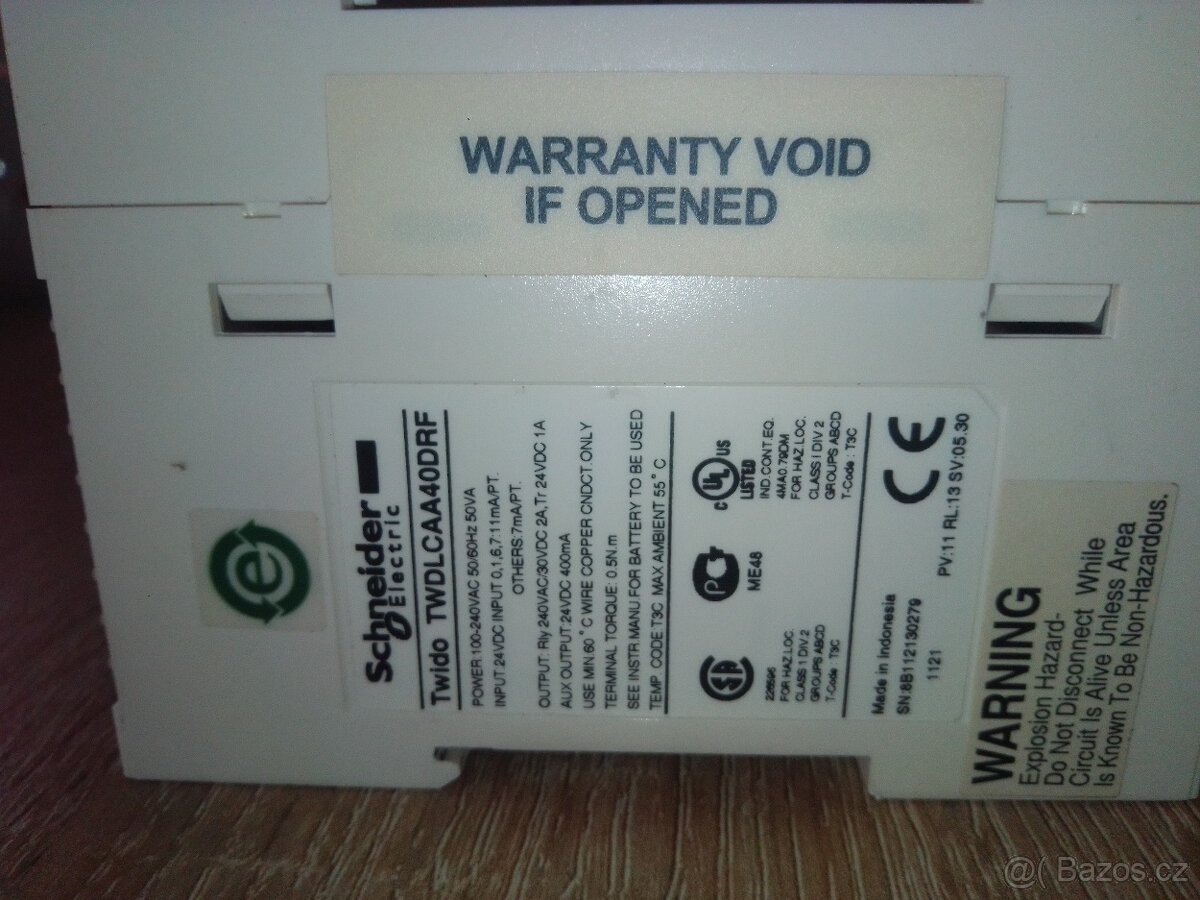 WARRANTY VOID
IF OPENED
Schneider
Electric
Twido TWDLCAA40DRF
POWER 100-240VAC 50/60Hz 50VA
INPUT:24VDC INPUT 0,1,6,7:11mA/PT.
OTHERS:7mA/PT.
OUTPUT: Rly 240VAC/30VDC 2A,Tr 24VDC 1A
AUX OUTPUT:24VDC 400mA
USE MIN.60°C WIRE COPPER CNDCT.ONLY
TERMINAL TORQUE: 0.5N.m
SEE INSTR.MANU FOR BATTERY TO BE USED
TEMP CODE T3C MAX AMBIENT 55°C
SA
FOR HAZ.LOC.
CLASS 1 DIV.2
GROUPS ABCD
T-Code: T3C
ME48
C UL US
LISTED
IND.CONT.EQ.
4MA0.79DM
FOR HAZ.LOC.
CLASS I DIV 2
GROUPS ABCD
T-Code : T3C
Made in Indonesia
SN:8B112130279
1121
CE
PV:11 RL:13 SV:05.30
WARNING
Explosion Hazard-
Do Not Disconnect While
Circuit Is Alive Unless Area
Is Known To Be Non-Hazardous.
e
@( Bazos.cz